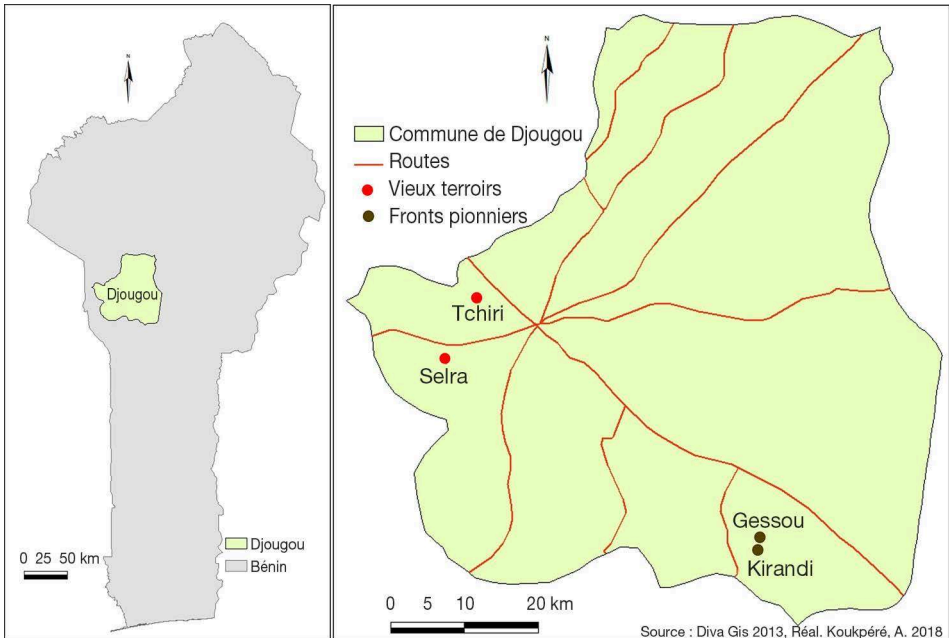 N
Djougou
0 25 50 km
Djougou
Bénin
N
Commune de Djougou
Routes
Vieux terroirs
Fronts pionniers
Tchiri
Selra
Gessou
Kirandi
0 5 10 20 km
Source : Diva Gis 2013, Réal. Koukpéré, A. 2018